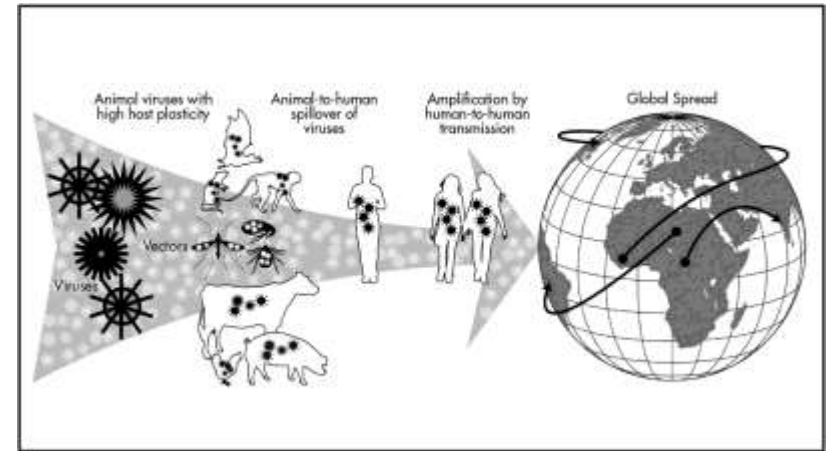 Animal viruses with
high host plasticity
Animal-to-human
spillover of
viruses
Amplification by
human-to-human
transmission
Global Spread
Vectors
Viruses